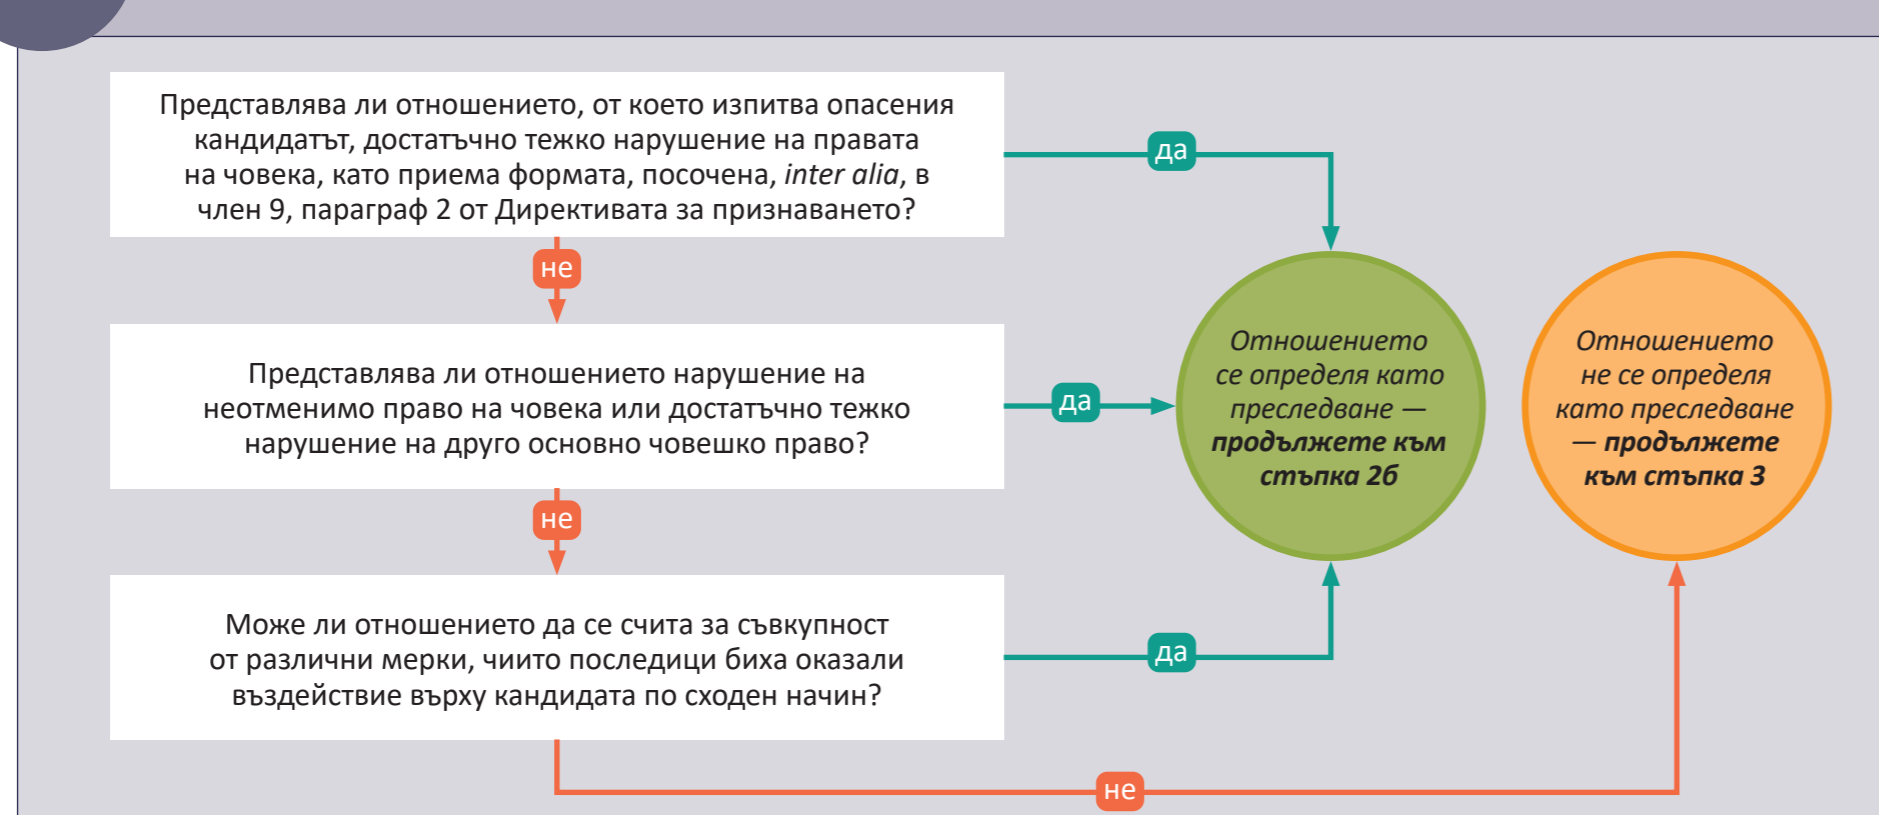 Представлява ли отношението, от което изпитва опасения
кандидатът, достатъчно тежко нарушение на правата
на човека, като приема формата, посочена, inter alia, в
член 9, параграф 2 от Директивата за признаването?
да
не
Представлява ли отношението нарушение на
неотменимо право на човека или достатъчно тежко
нарушение на друго основно човешко право?
да
Отношението
се определя като
преследване —
продължете към
стъпка 2б
Отношението
не се определя
като преследване
— продължете
към стъпка 3
не
Може ли отношението да се счита за съвкупност
от различни мерки, чиито последици биха оказали
въздействие върху кандидата по сходен начин?
да
не